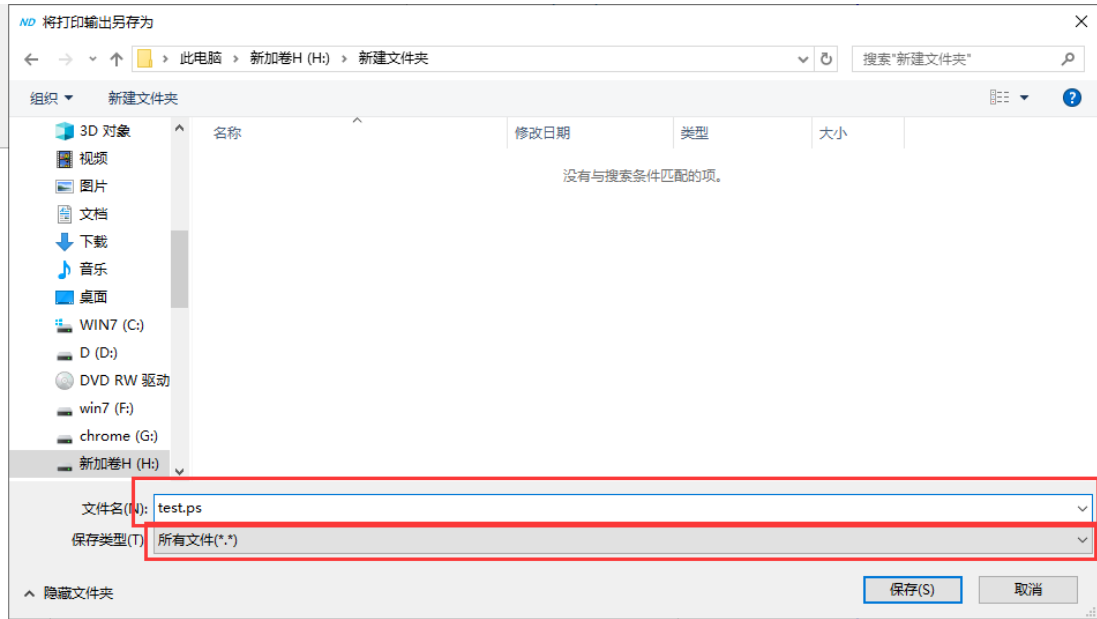 ND 将打印输出另存为
此电脑 › 新加卷H (H:) › 新建文件夹
搜索"新建文件夹"
组织 新建文件夹
名称 修改日期 类型 大小
没有与搜索条件匹配的项。
3D 对象
视频
图片
文档
下载
音乐
桌面
WIN7 (C:)
D (D:)
DVD RW 驱动
win7 (F:)
chrome (G:)
新加卷H (H:)
文件名(N): test.ps
保存类型(T) 所有文件(*.*)
隐藏文件夹 保存(S) 取消